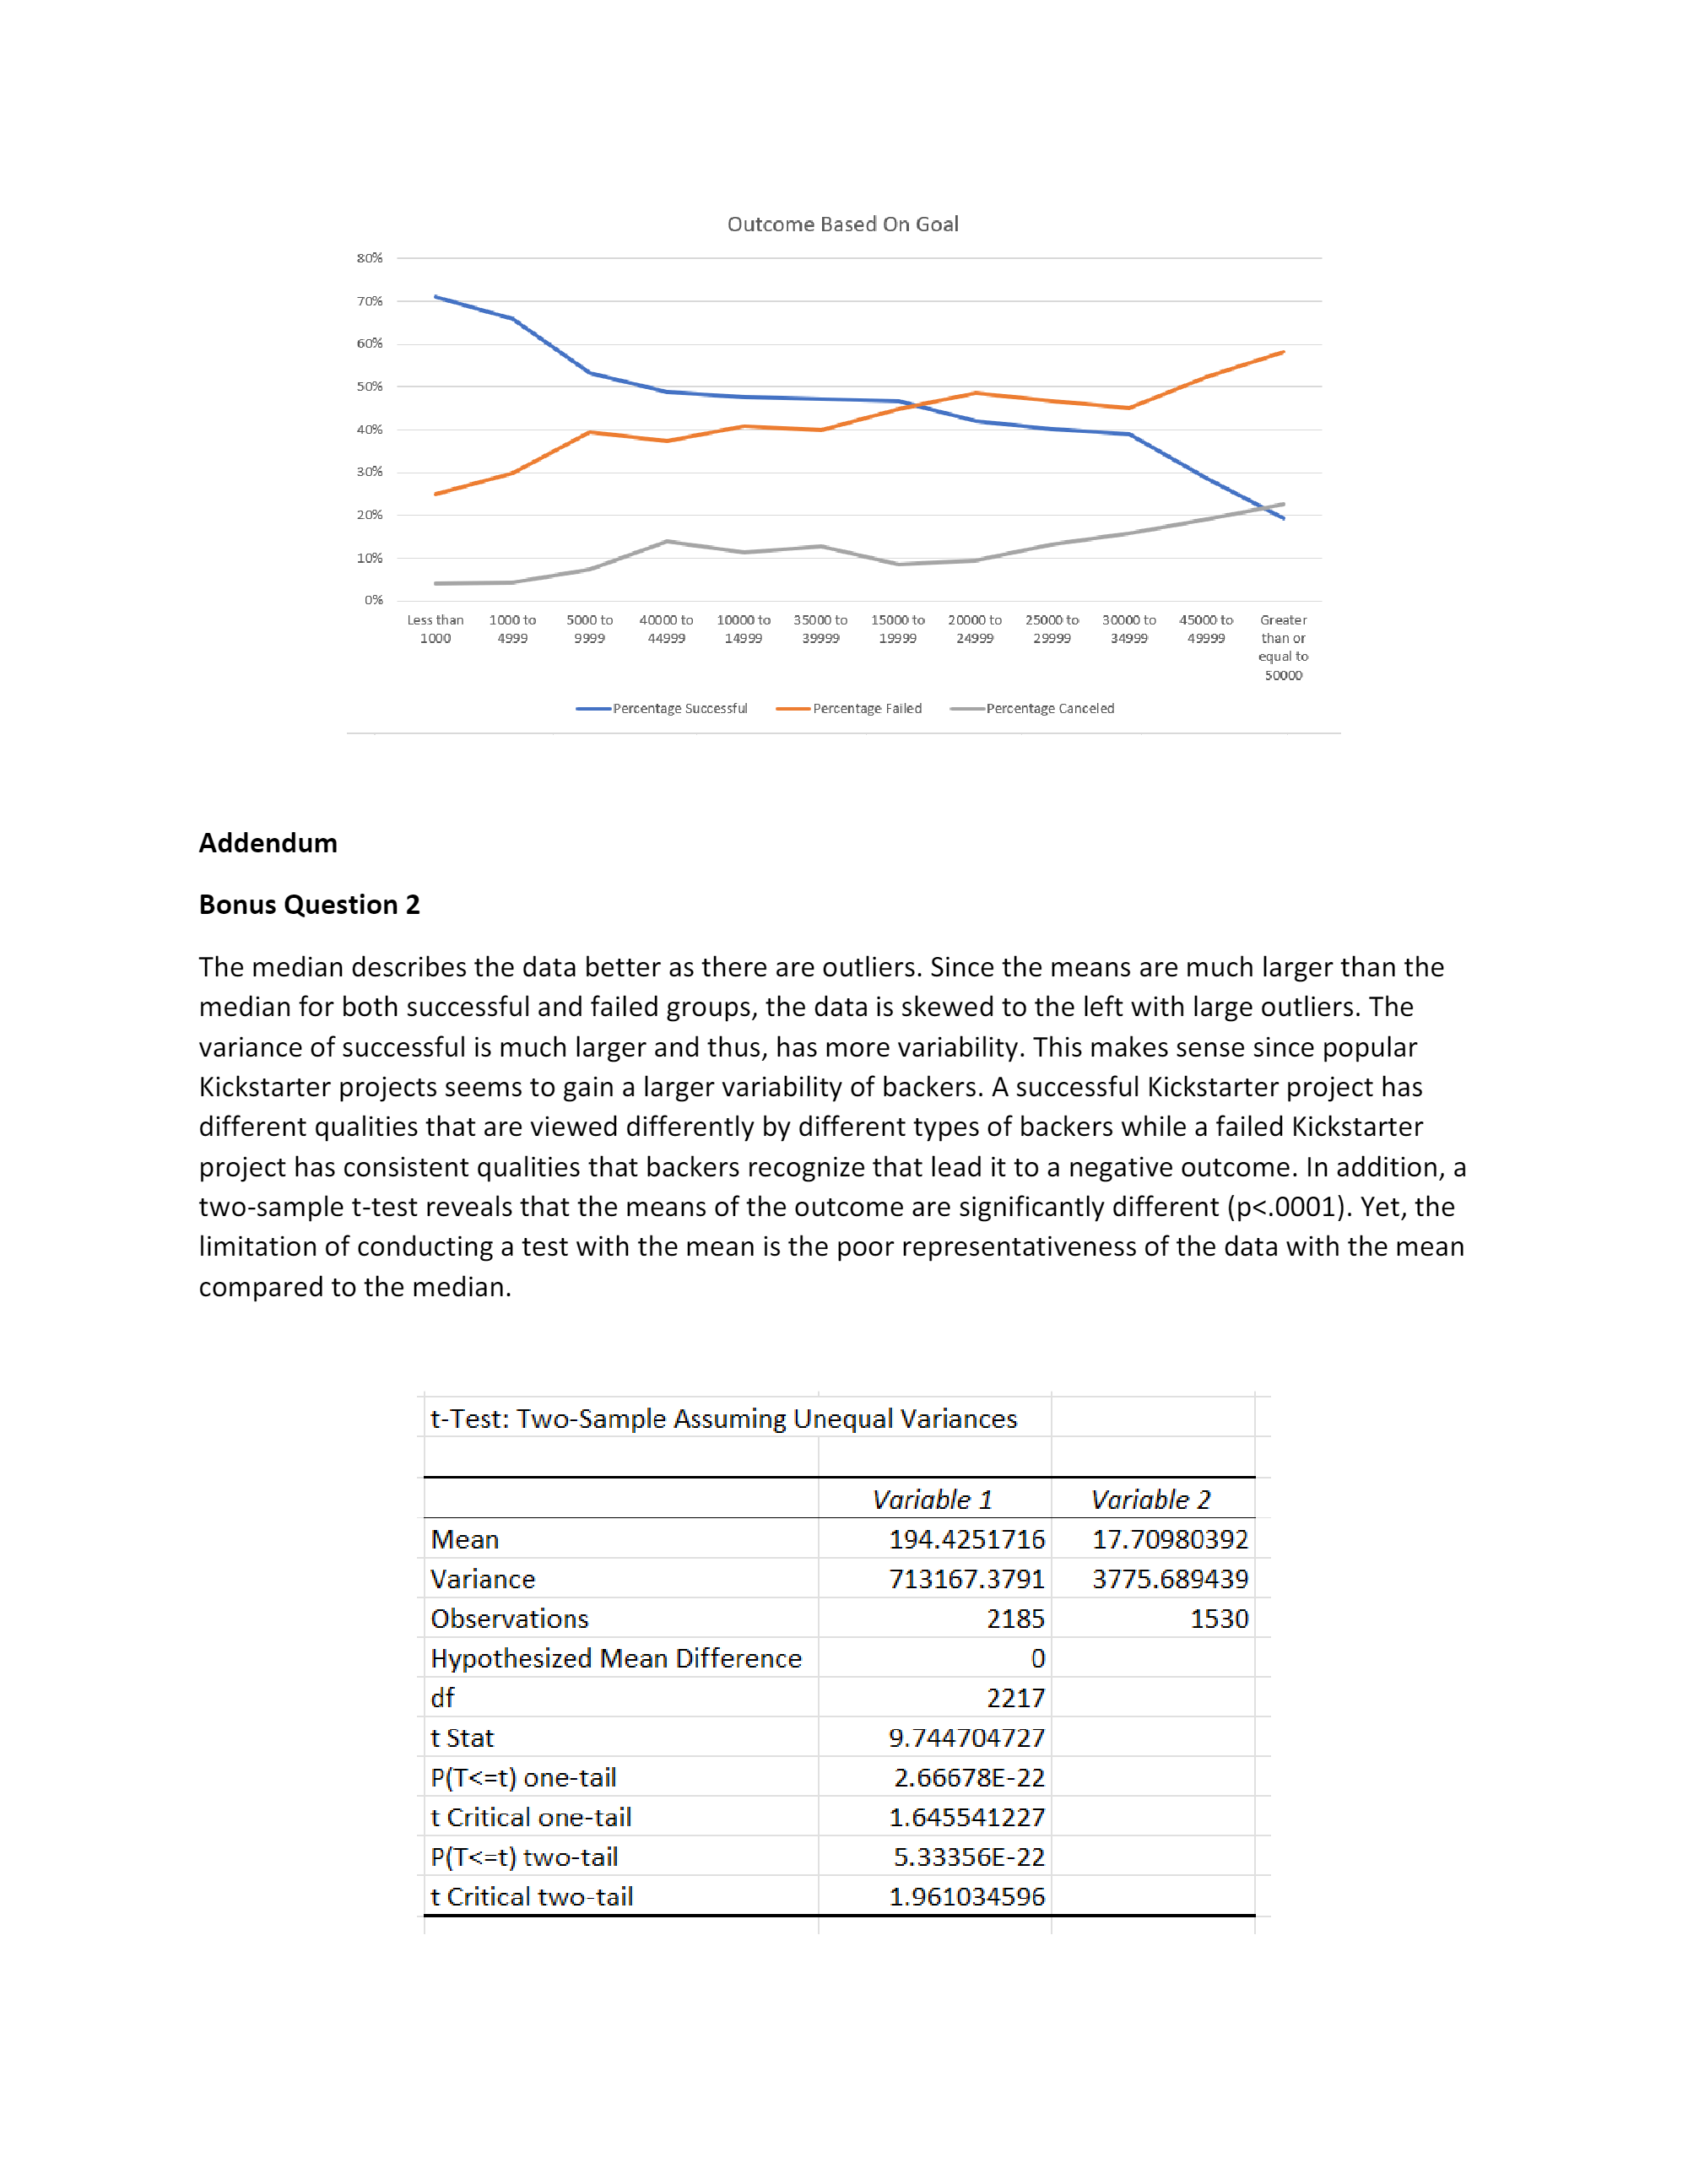 Outcome Based On Goal
80%
70%
60%
50%
40%
30%
20%
10%
0%
Less than 1000 to 5000 to 40000 to 10000 to 35000 to 15000 to 20000 to 25000 to 30000 to 45000 to Greater
1000 4999 9999 44999 14999 39999 19999 24999 29999 34999 49999 than or
equal to
50000
Percentage Successful Percentage Failed Percentage Canceled
Addendum
Bonus Question 2
The median describes the data better as there are outliers. Since the means are much larger than the
median for both successful and failed groups, the data is skewed to the left with large outliers. The
variance of successful is much larger and thus, has more variability. This makes sense since popular
Kickstarter projects seems to gain a larger variability of backers. A successful Kickstarter project has
different qualities that are viewed differently by different types of backers while a failed Kickstarter
project has consistent qualities that backers recognize that lead it to a negative outcome. In addition, a
two-sample t-test reveals that the means of the outcome are significantly different (p<.0001). Yet, the
limitation of conducting a test with the mean is the poor representativeness of the data with the mean
compared to the median.
t-Test: Two-Sample Assuming Unequal Variances
Variable 1 Variable 2
Mean 194.4251716 17.70980392
Variance 713167.3791 3775.689439
Observations 2185 1530
Hypothesized Mean Difference 0
df 2217
t Stat 9.744704727
P(T<=t) one-tail 2.66678E-22
t Critical one-tail 1.645541227
P(T<=t) two-tail 5.33356E-22
t Critical two-tail 1.961034596